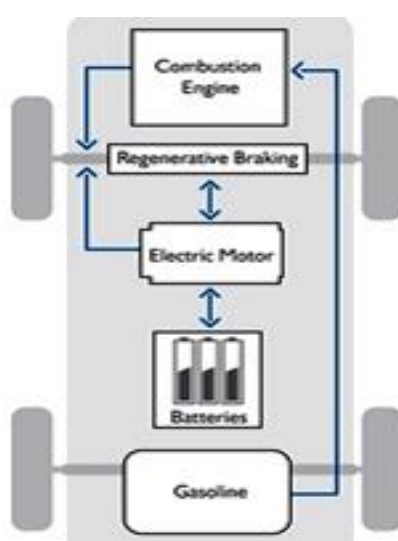 Combustion
Engine
Regenerative Braking
Electric Motor
Batteries
Gasoline